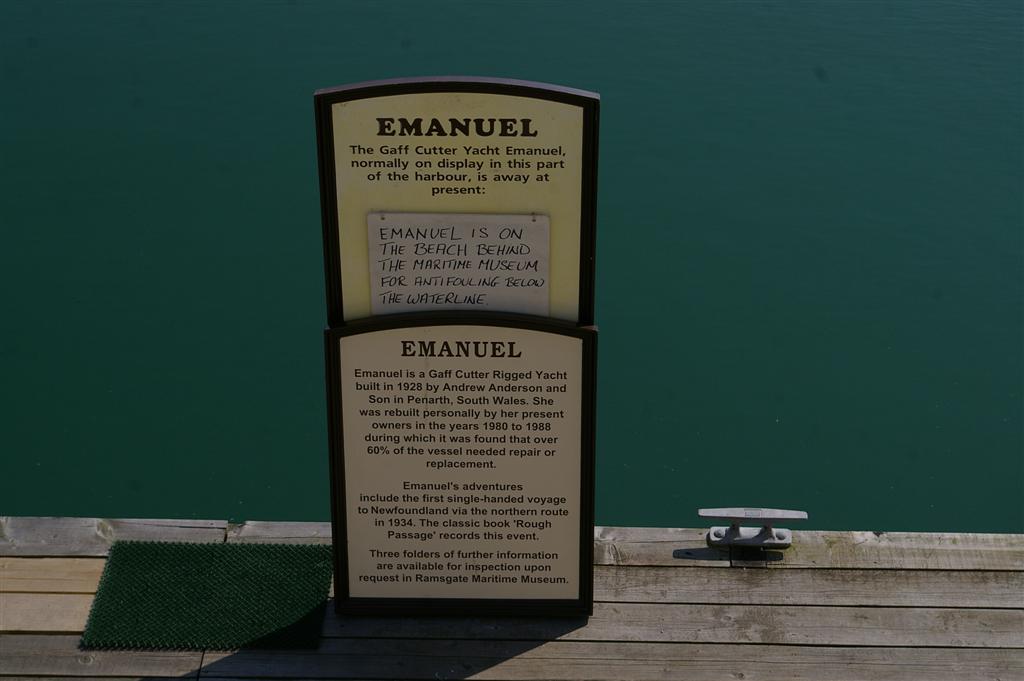 EMANUEL
The Gaff Cutter Yacht Emanuel,
normally on display in this part
of the harbour, is away at
present:
EMANUEL IS ON
THE BEACH BEHIND
THE MARITIME MUSEUM
FOR ANTIFOULING BELOW
THE WATERLINE.
EMANUEL
Emanuel is a Gaff Cutter Rigged Yacht
built in 1928 by Andrew Anderson and
Son in Penarth, South Wales. She
was rebuilt personally by her present
owners in the years 1980 to 1988
during which it was found that over
60% of the vessel needed repair or
replacement.
Emanuel's adventures
include the first single-handed voyage
to Newfoundland via the northern route
in 1934. The classic book 'Rough
Passage' records this event.
Three folders of further information
are available for inspection upon
request in Ramsgate Maritime Museum.